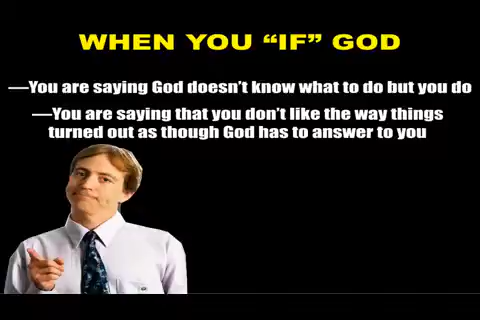 WHEN YOU “IF” GOD
—You are saying God doesn’t know what to do but you do
—You are saying that you don’t like the way things
turned out as though God has to answer to you